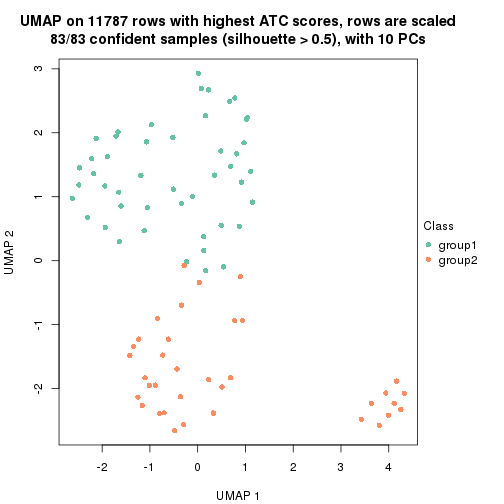 UMAP on 11787 rows with highest ATC scores, rows are scaled
83/83 confident samples (silhouette > 0.5), with 10 PCs
3
2
1
0
-1
-2
UMAP 2
-2
-1
0
1
2
3
4
UMAP 1
Class
group1
group2